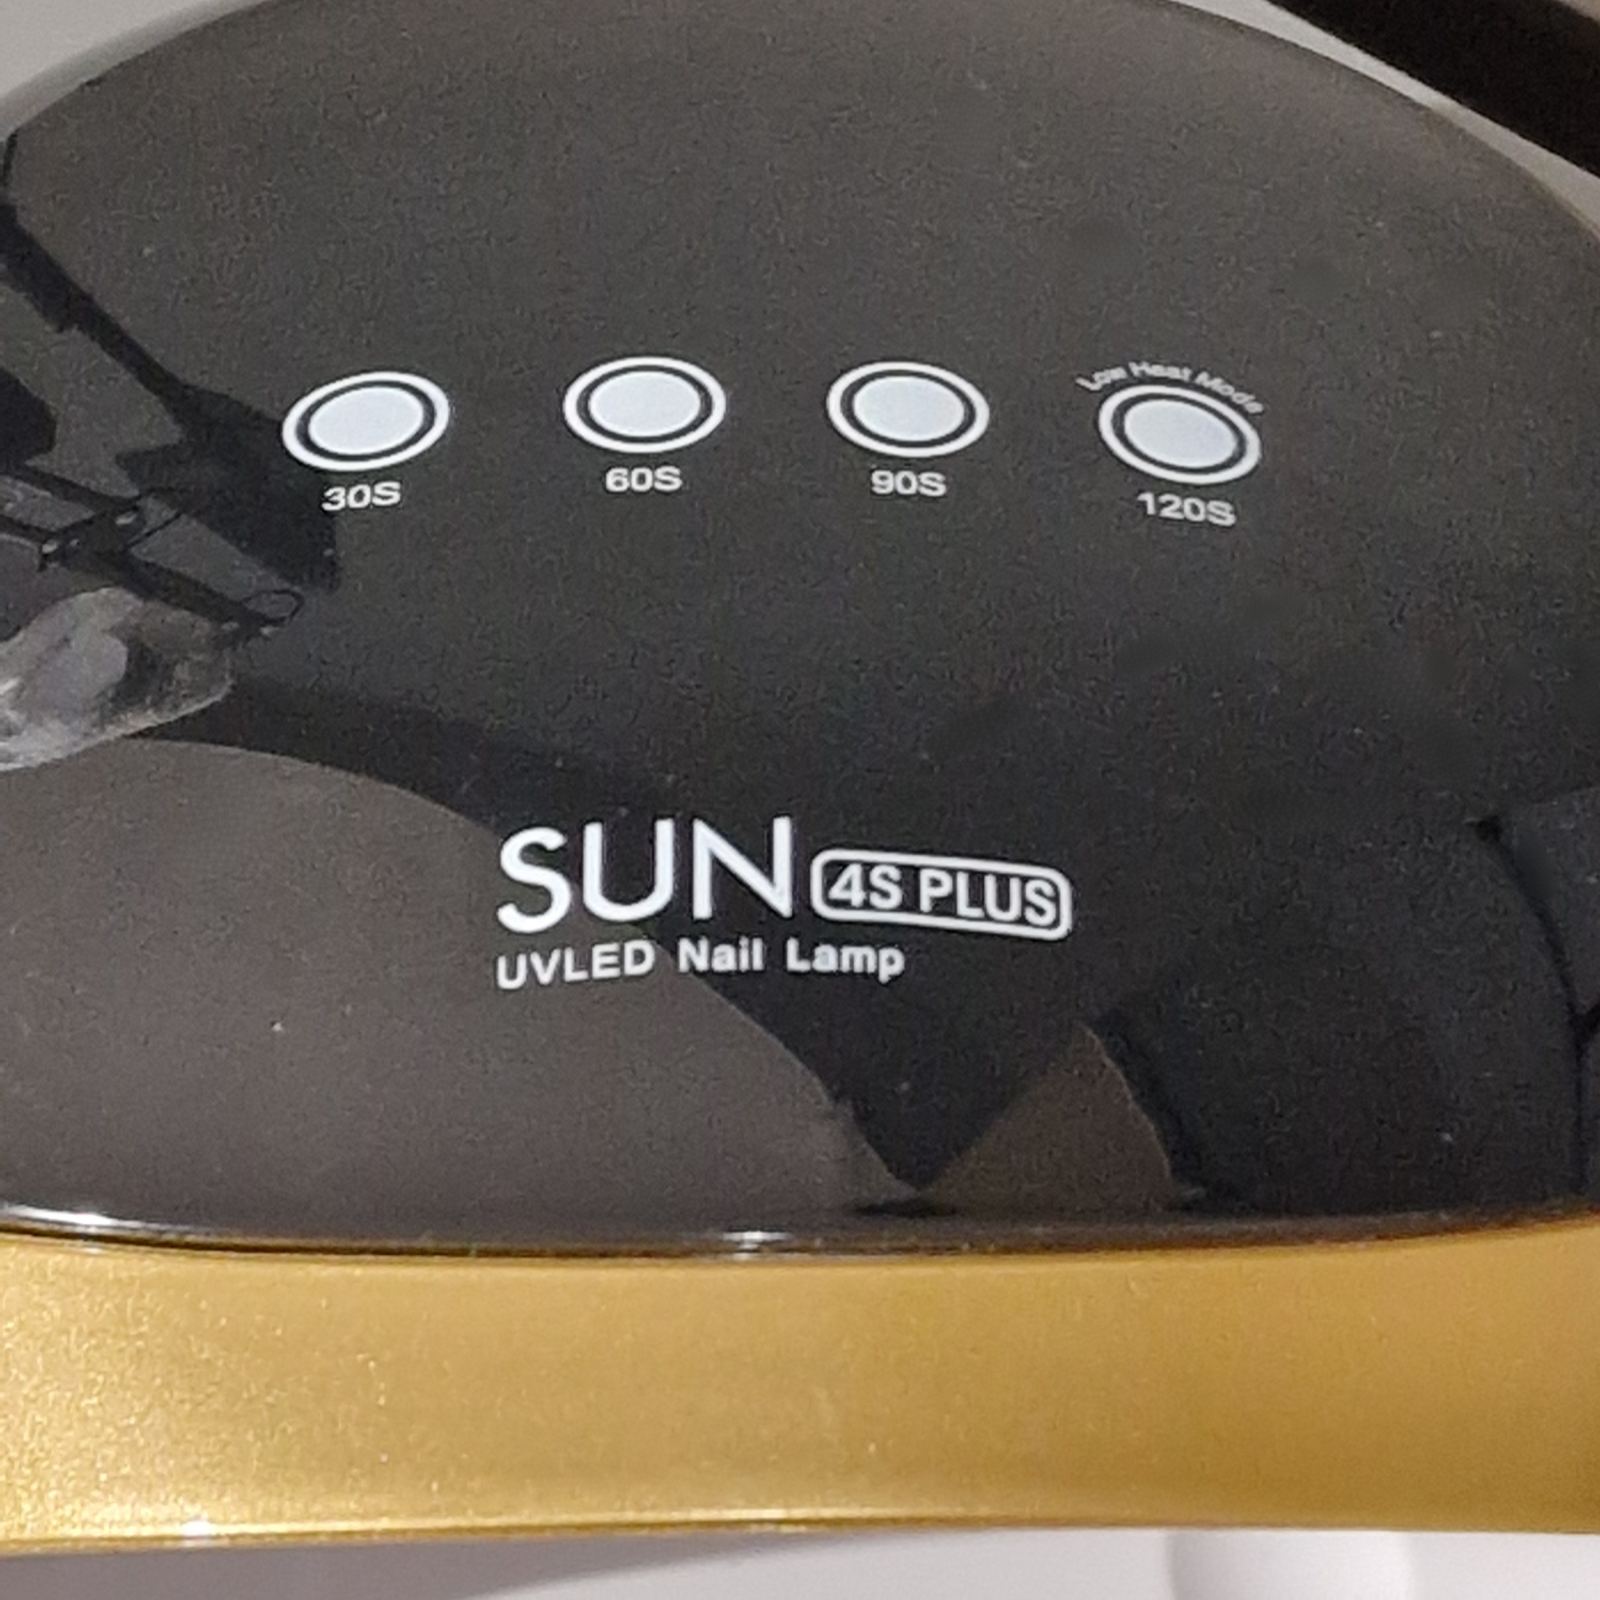 Low Heat Mode
30S 60S 90S 120S
SUN 4S PLUS
UVLED Nail Lamp